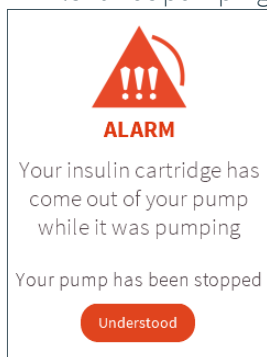 !!!
ALARM
Your insulin cartridge has
come out of your pump
while it was pumping
Your pump has been stopped
Understood